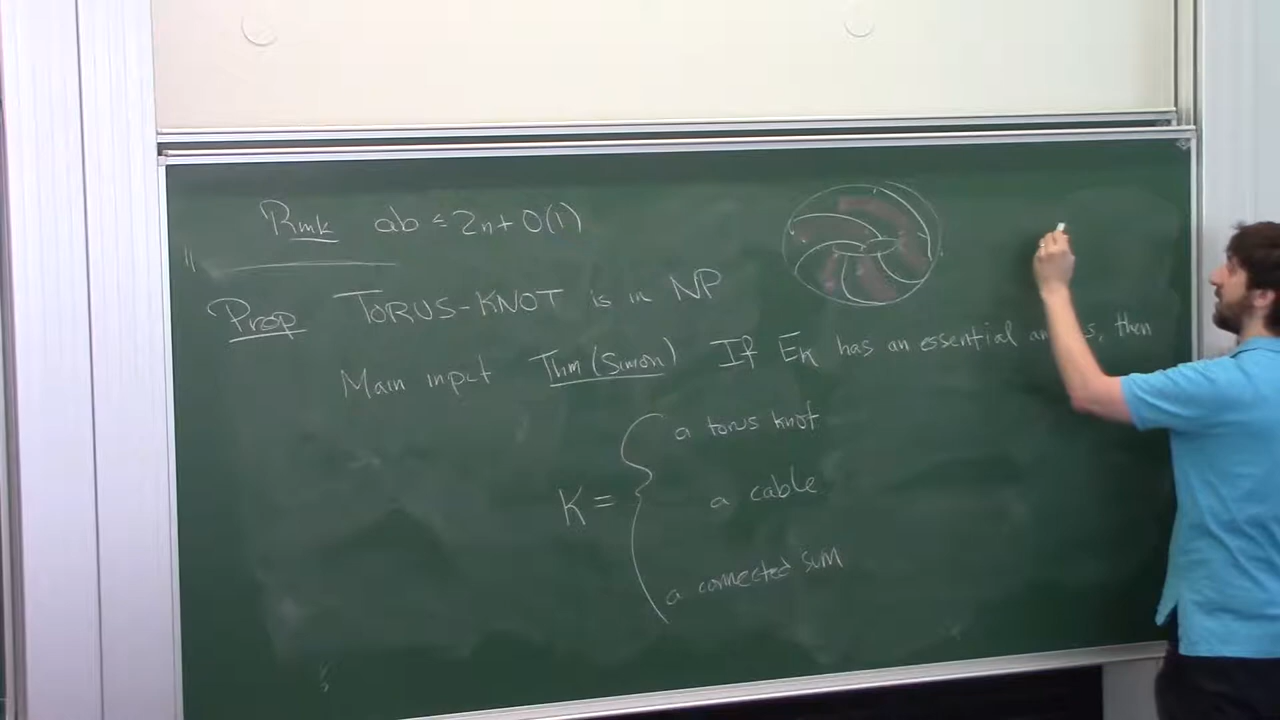 Rmk ab ≤ 2n + O(1)
Prop TORUS-KNOT is in NP
Main input Thm (Simon) If E_K has an essential an s, then
K = { a torus knot
a cable
a connected sum